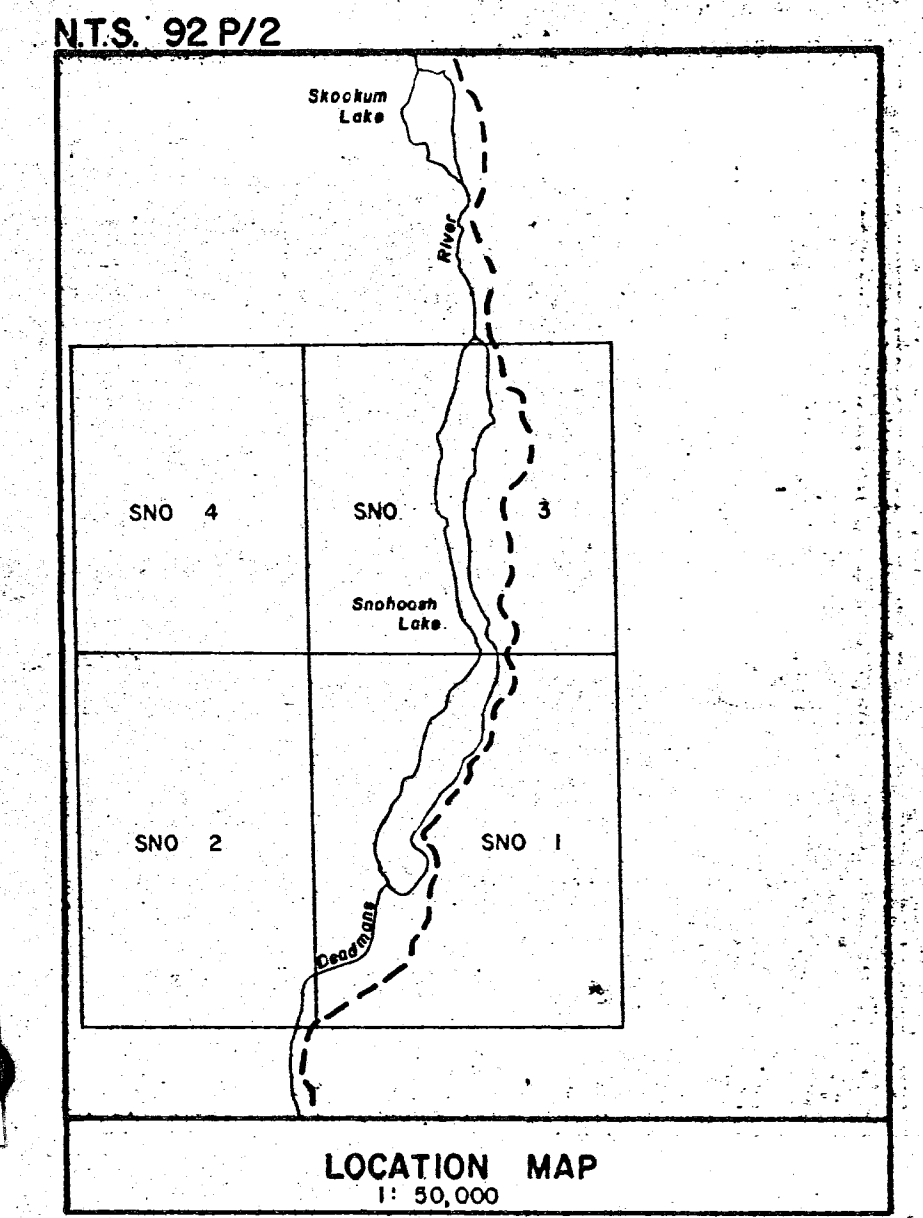 N.T.S. 92 P/2
Skookum
Lake
River
SNO 4
SNO 3
Snohoosh
Lake
SNO 2
SNO 1
Deadmans
LOCATION MAP
1: 50,000